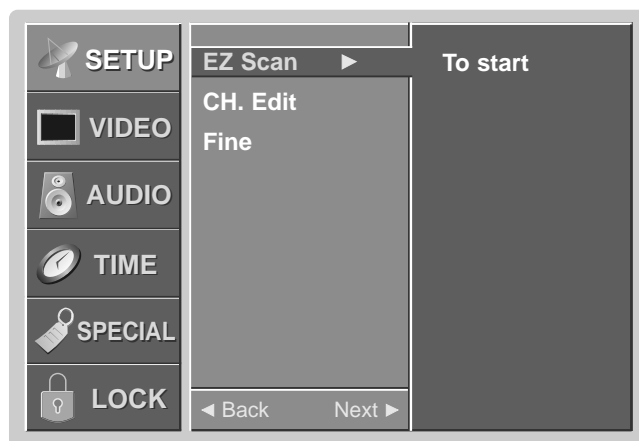 SETUP
VIDEO
AUDIO
TIME
SPECIAL
LOCK
EZ Scan ►
CH. Edit
Fine
◄ Back Next ►
To start